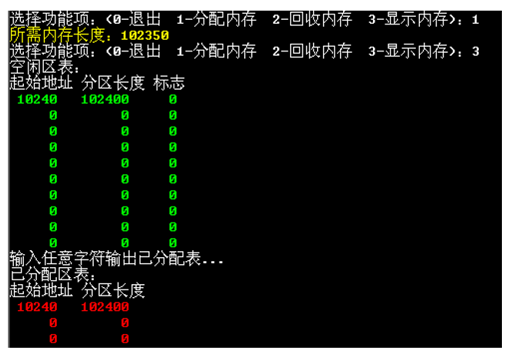 选择功能项:(0-退出 1-分配内存 2-回收内存 3-显示内存):1
所需内存长度:102350
选择功能项:(0-退出 1-分配内存 2-回收内存 3-显示内存):3
空闲区表:
起始地址 分区长度 标志
10240 102400 0
0 0 0
0 0 0
0 0 0
0 0 0
0 0 0
0 0 0
0 0 0
0 0 0
0 0 0
输入任意字符输出已分配表...
已分配区表:
起始地址 分区长度
10240 102400
0 0
0 0